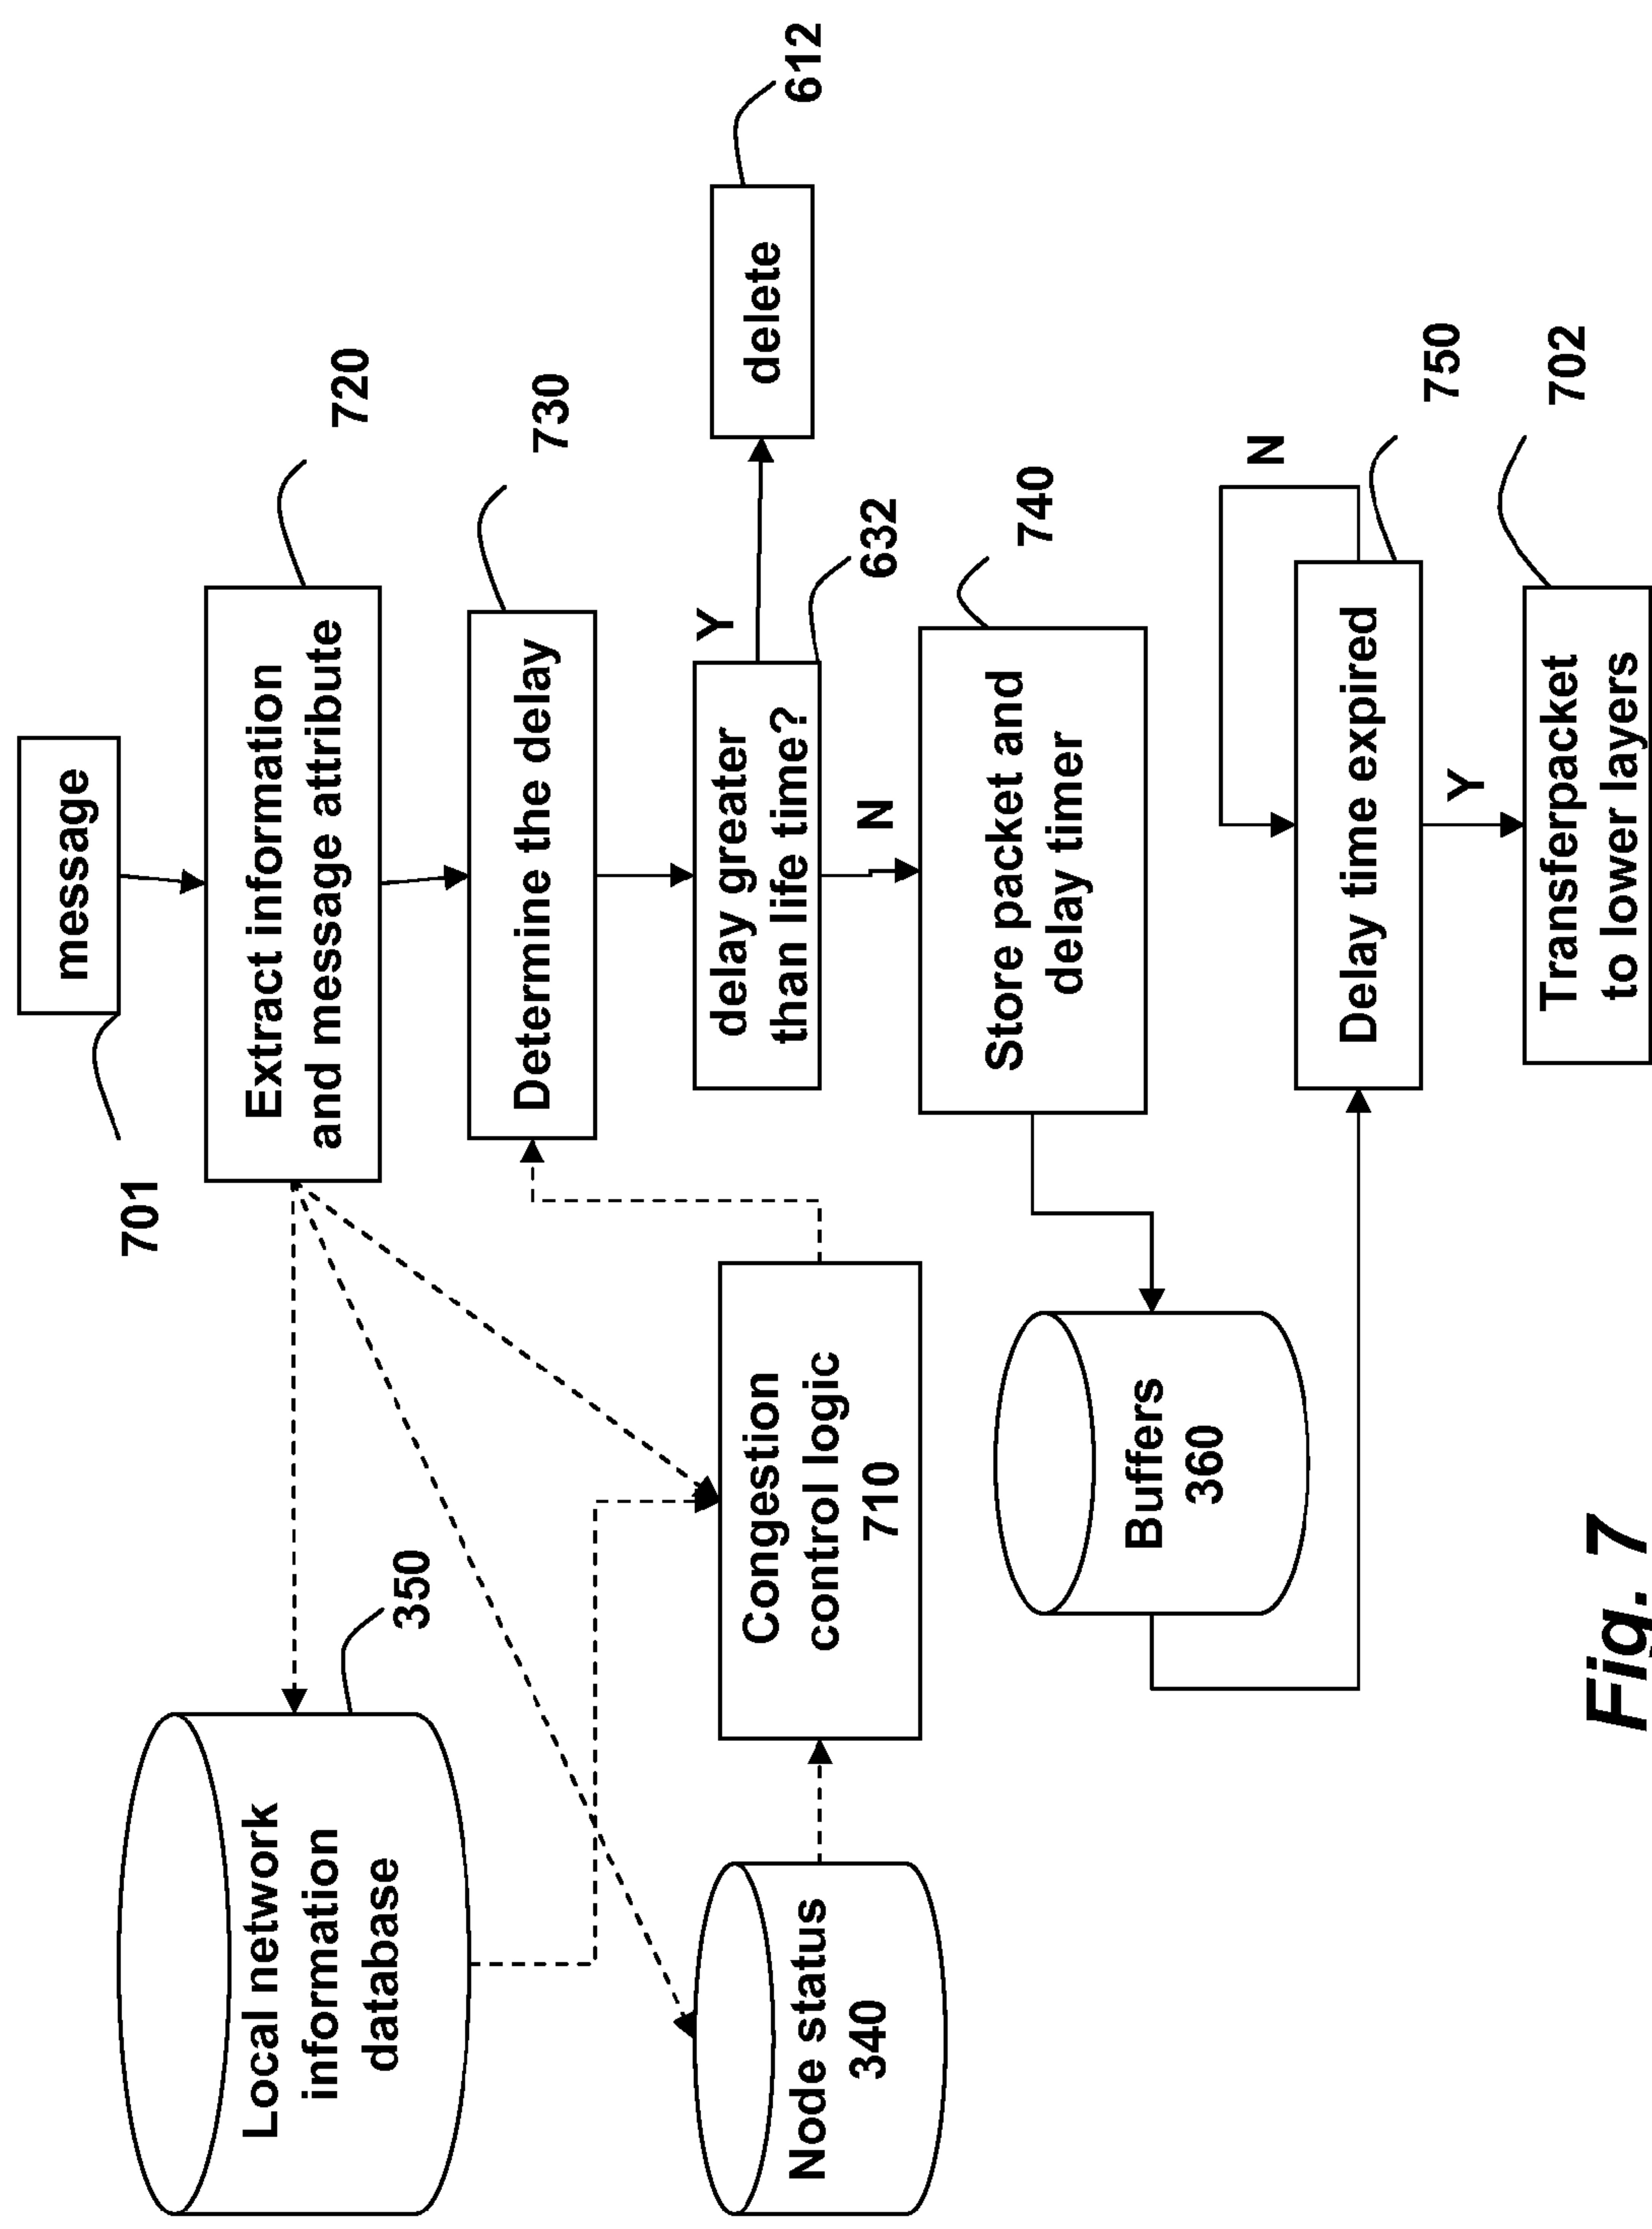 message
701
Extract information
and message attribute
720
Local network
information
database
350
Determine the delay
730
delay greater
than life time?
632
Y
delete
612
N
Node status
340
Congestion
control logic
710
Store packet and
delay timer
740
Buffers
360
Delay time expired
750
N
Y
Transferpacket
to lower layers
702
Fig. 7